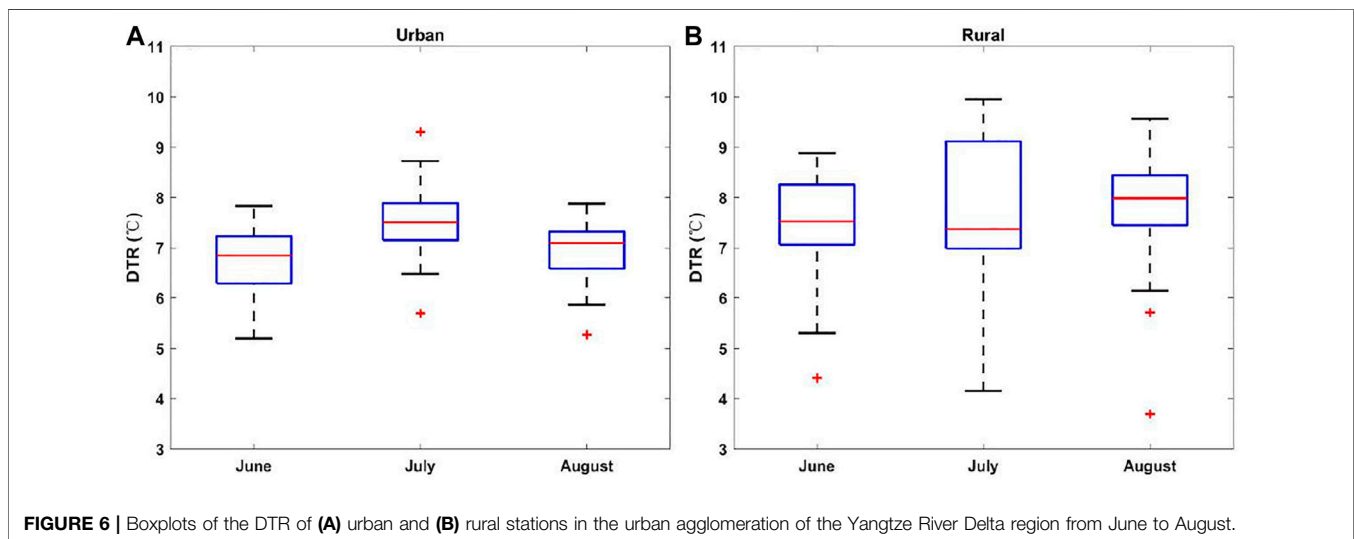 A
Urban
11
10
9
8
7
6
5
4
3
DTR (℃)
June July August
B
Rural
11
10
9
8
7
6
5
4
3
DTR (℃)
June July August
FIGURE 6 | Boxplots of the DTR of (A) urban and (B) rural stations in the urban agglomeration of the Yangtze River Delta region from June to August.